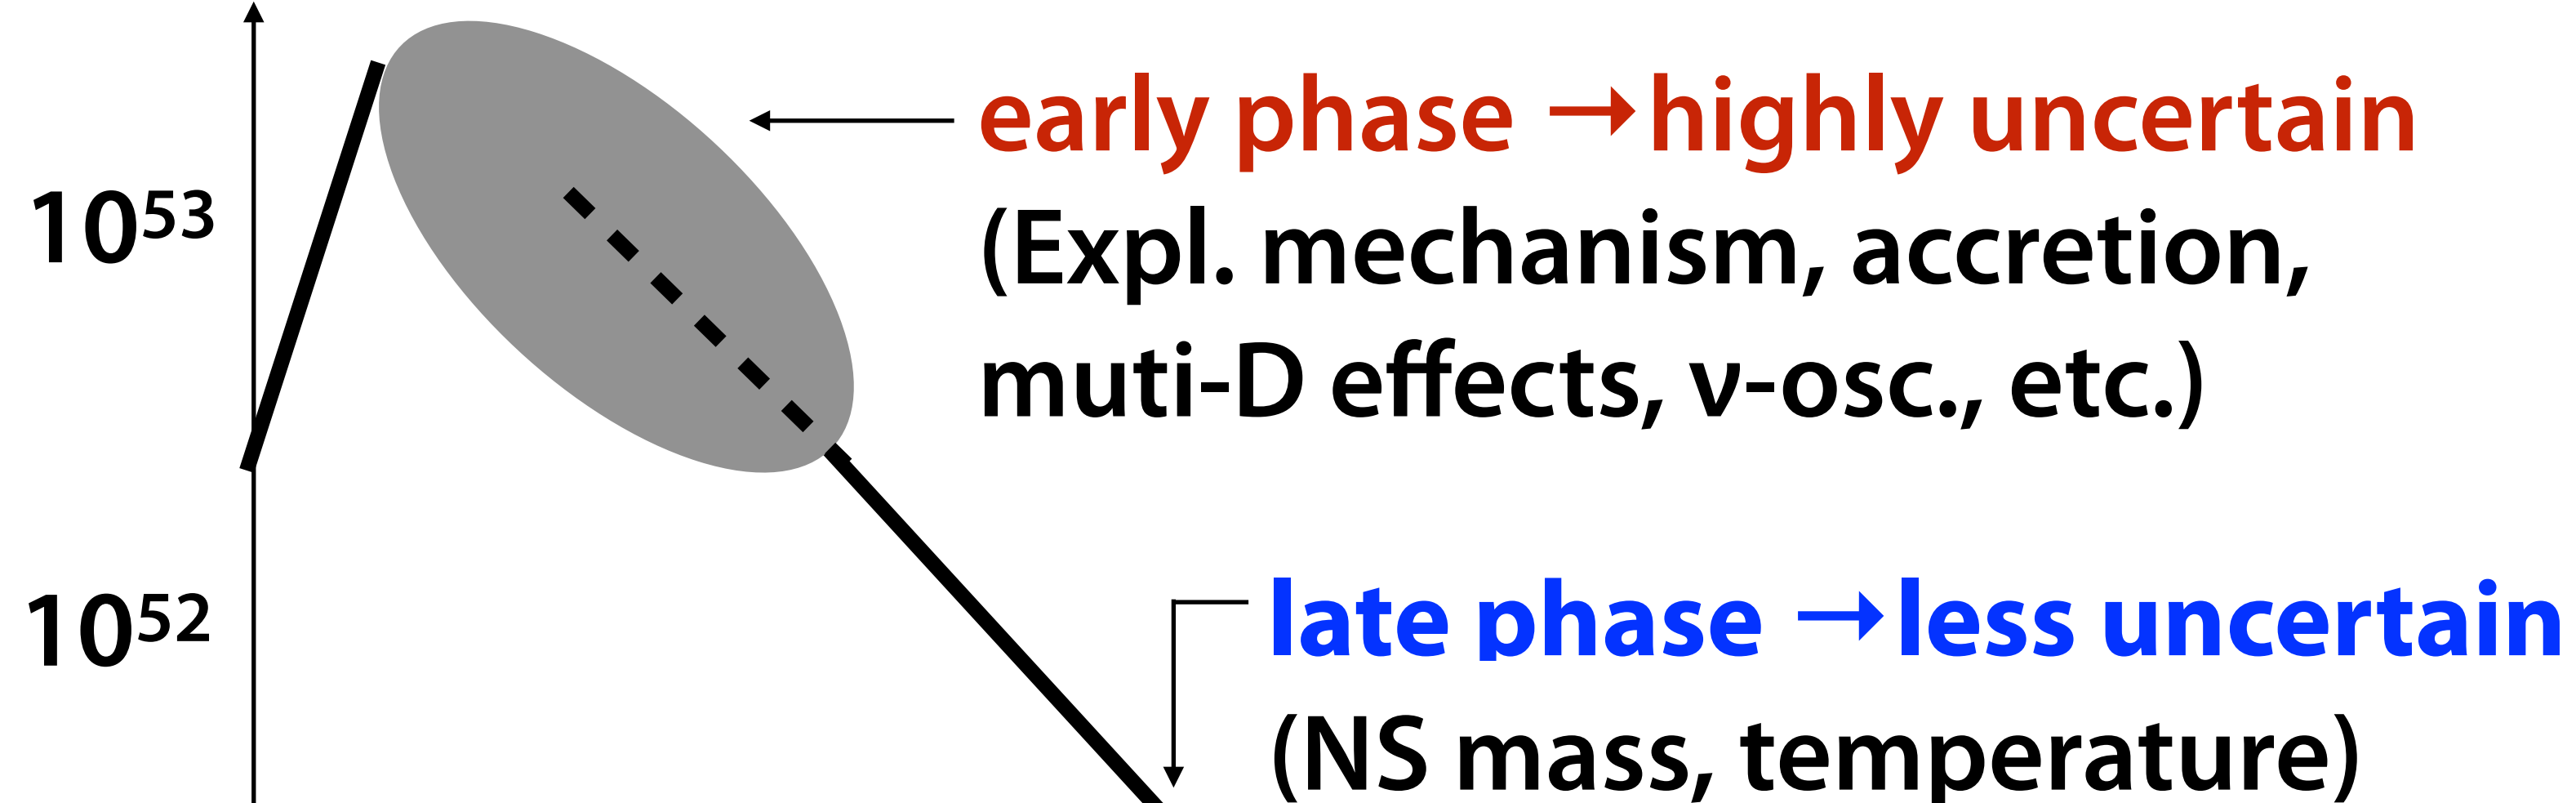 early phase →highly uncertain
10⁵³
(Expl. mechanism, accretion,
muti-D effects, ν-osc., etc.)
10⁵²
late phase →less uncertain
(NS mass, temperature)